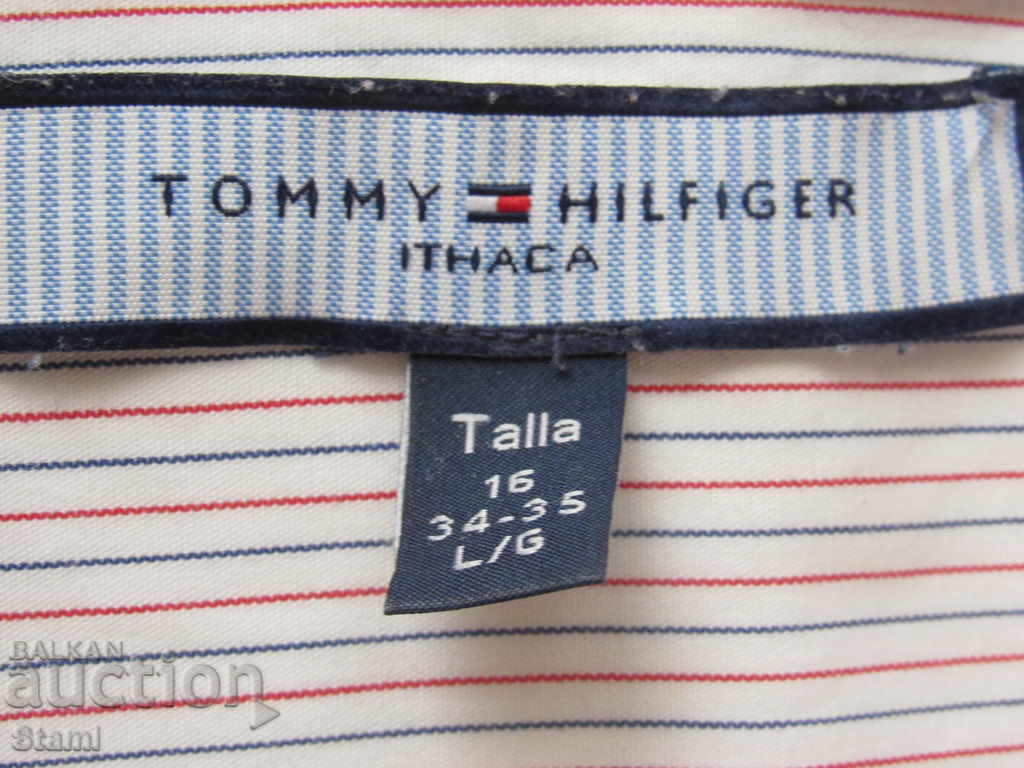 TOMMY HILFIGER
ITHACA
Talla
16
34-35
L/G
BALKAN
auction
Stami